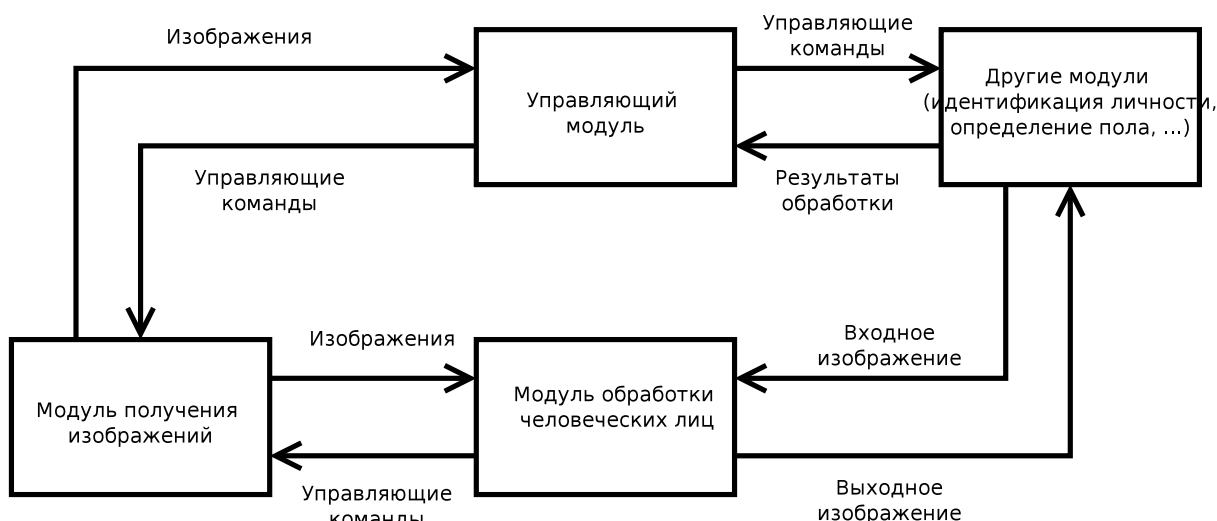 Изображения
Управляющий
модуль
Управляющие
команды
Другие модули
(идентификация личности,
определение пола, ...)
Управляющие
команды
Результаты
обработки
Изображения
Входное
изображение
Модуль получения
изображений
Модуль обработки
человеческих лиц
Управляющие
команды
Выходное
изображение